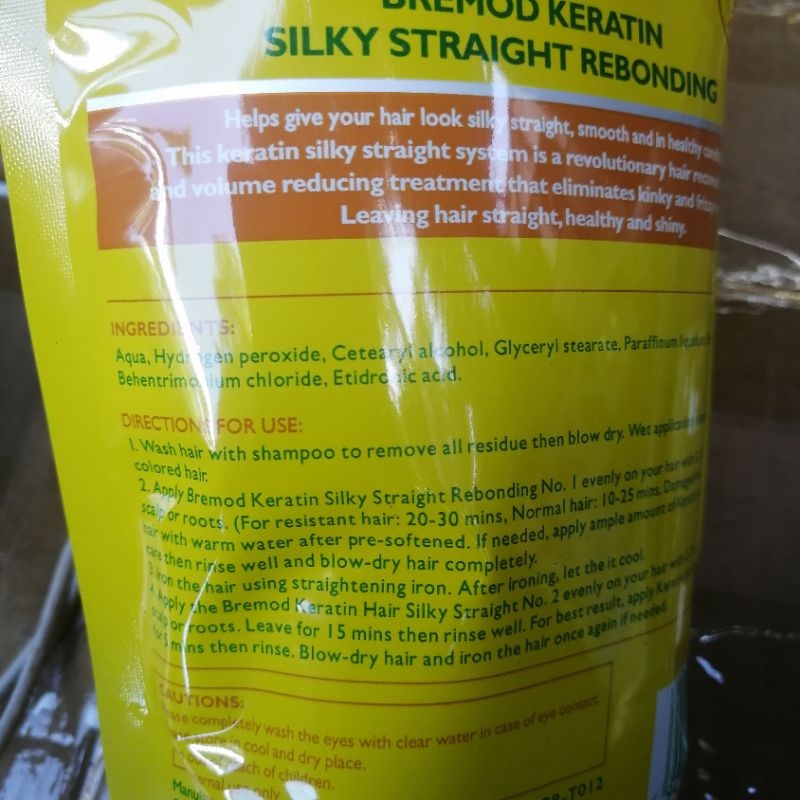 BREMOD KERATIN
SILKY STRAIGHT REBONDING
Helps give your hair look silky straight, smooth and in healthy
This keratin silky straight system is a revolutionary hair
and volume reducing treatment that eliminates kinky and
Leaving hair straight, healthy and shiny.
INGREDIENTS:
Aqua, Hydrogen peroxide, Cetearyl alcohol, Glyceryl stearate, Paraffinum
Behentrimonium chloride, Etidronic acid.
DIRECTIONS FOR USE:
1. Wash hair with shampoo to remove all residue then blow dry. Wet application
colored hair.
2. Apply Bremod Keratin Silky Straight Rebonding No. 1 evenly on your hair with
scalp or roots. (For resistant hair: 20-30 mins, Normal hair: 10-25 mins, Damaged
hair with warm water after pre-softened. If needed, apply ample amount of
care then rinse well and blow-dry hair completely.
3. Iron the hair using straightening iron. After ironing, let the it cool.
4. Apply the Bremod Keratin Hair Silky Straight No. 2 evenly on your hair with
scalp or roots. Leave for 15 mins then rinse well. For best result, apply Keratin
for 5 mins then rinse. Blow-dry hair and iron the hair once again if needed.
CAUTIONS:
completely wash the eyes with clear water in case of eye contact.
store in cool and dry place.
out of reach of children.
only
T012